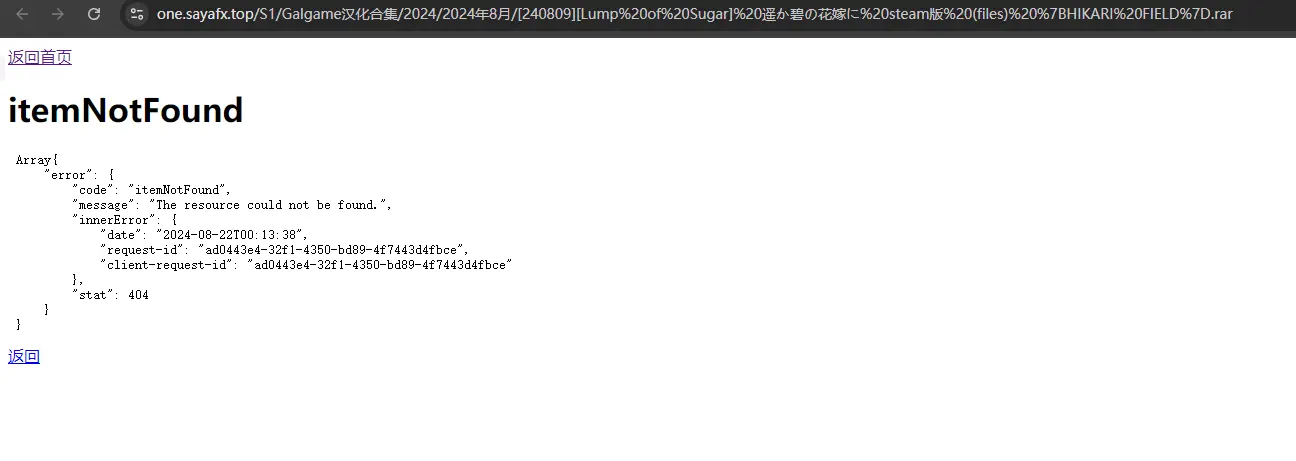 one.sayafx.top/S1/Galgame汉化合集/2024/2024年8月/[240809][Lump%20of%20Sugar]%20遥か碧の花嫁に%20steam版%20(files)%20%7BHIKARI%20FIELD%7D.rar
返回首页
itemNotFound
Array{
    "error": {
        "code": "itemNotFound",
        "message": "The resource could not be found.",
        "innerError": {
            "date": "2024-08-22T00:13:38",
            "request-id": "ad0443e4-32f1-4350-bd89-4f7443d4fbce",
            "client-request-id": "ad0443e4-32f1-4350-bd89-4f7443d4fbce"
        },
        "stat": 404
    }
}
返回